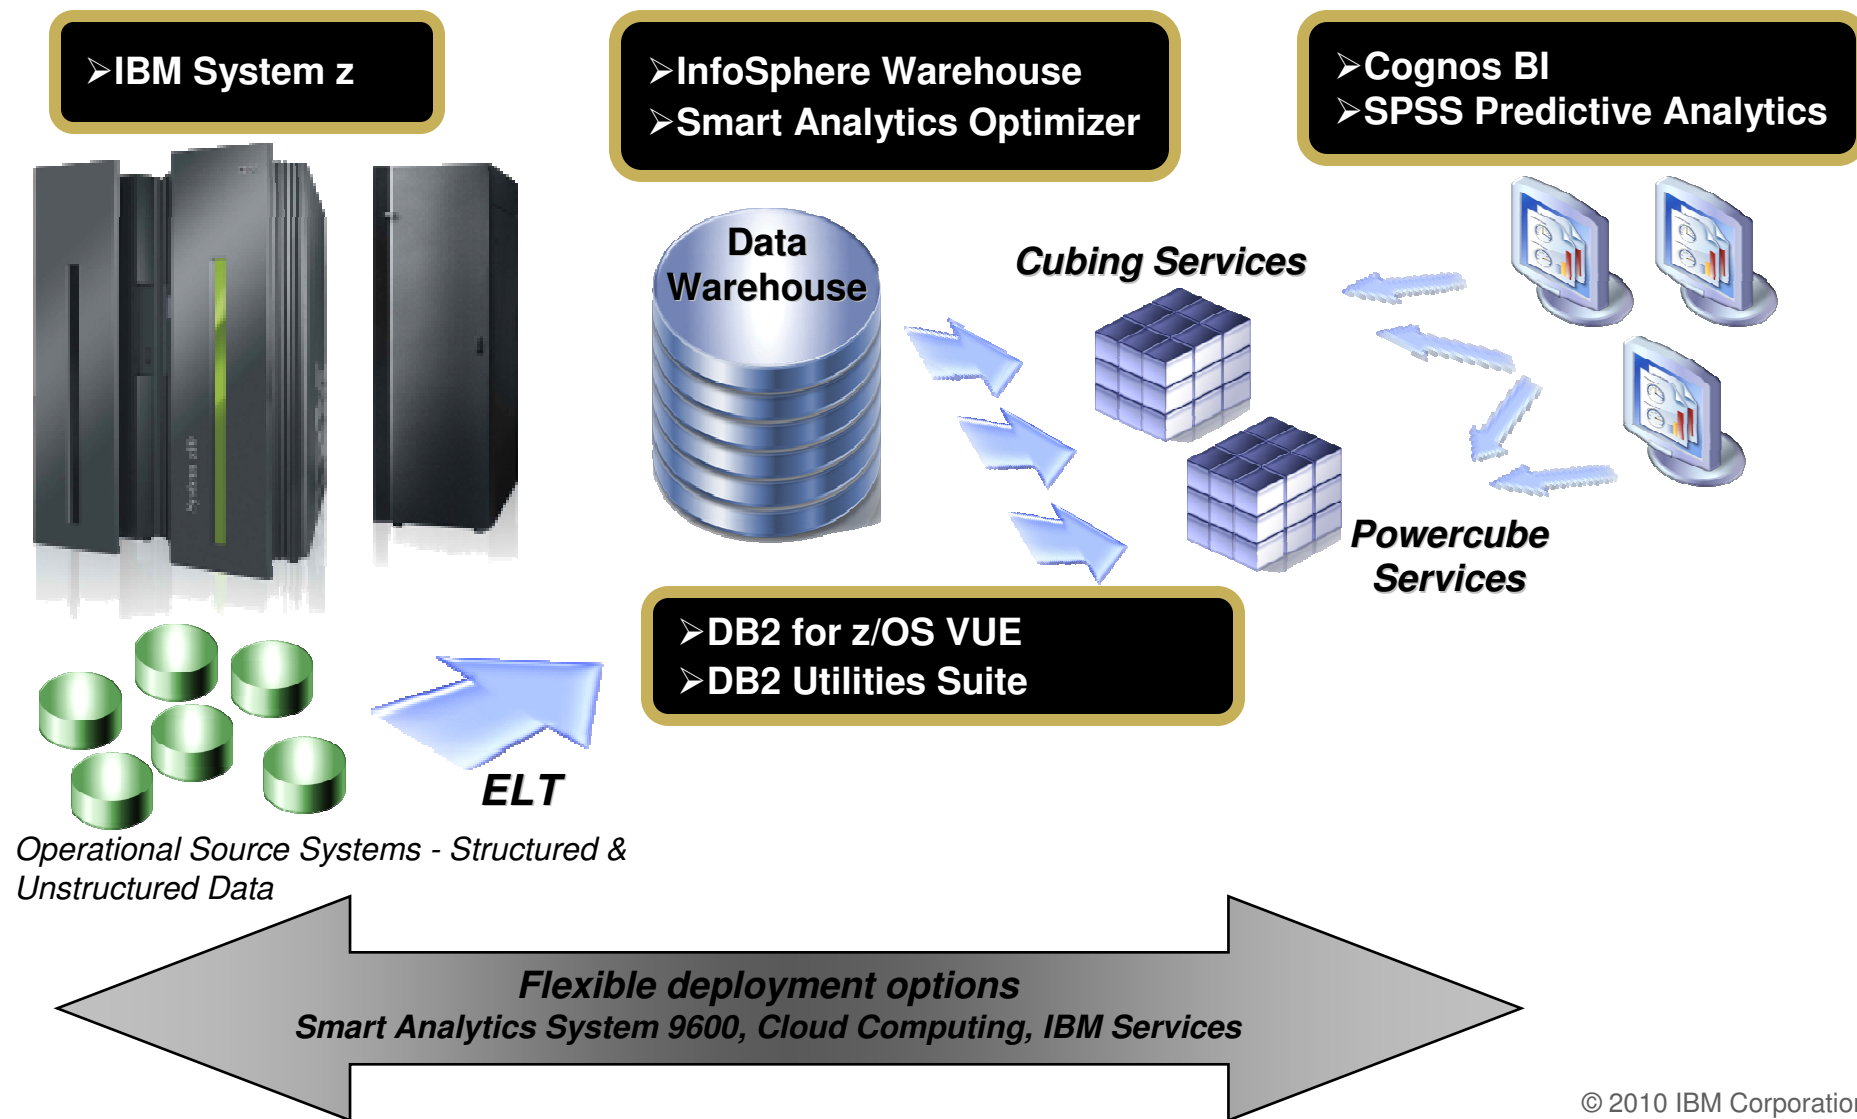 ➢IBM System z
➢InfoSphere Warehouse
➢Smart Analytics Optimizer
➢Cognos BI
➢SPSS Predictive Analytics
Data
Warehouse
Cubing Services
Powercube
Services
➢DB2 for z/OS VUE
➢DB2 Utilities Suite
ELT
Operational Source Systems - Structured &
Unstructured Data
Flexible deployment options
Smart Analytics System 9600, Cloud Computing, IBM Services
© 2010 IBM Corporation